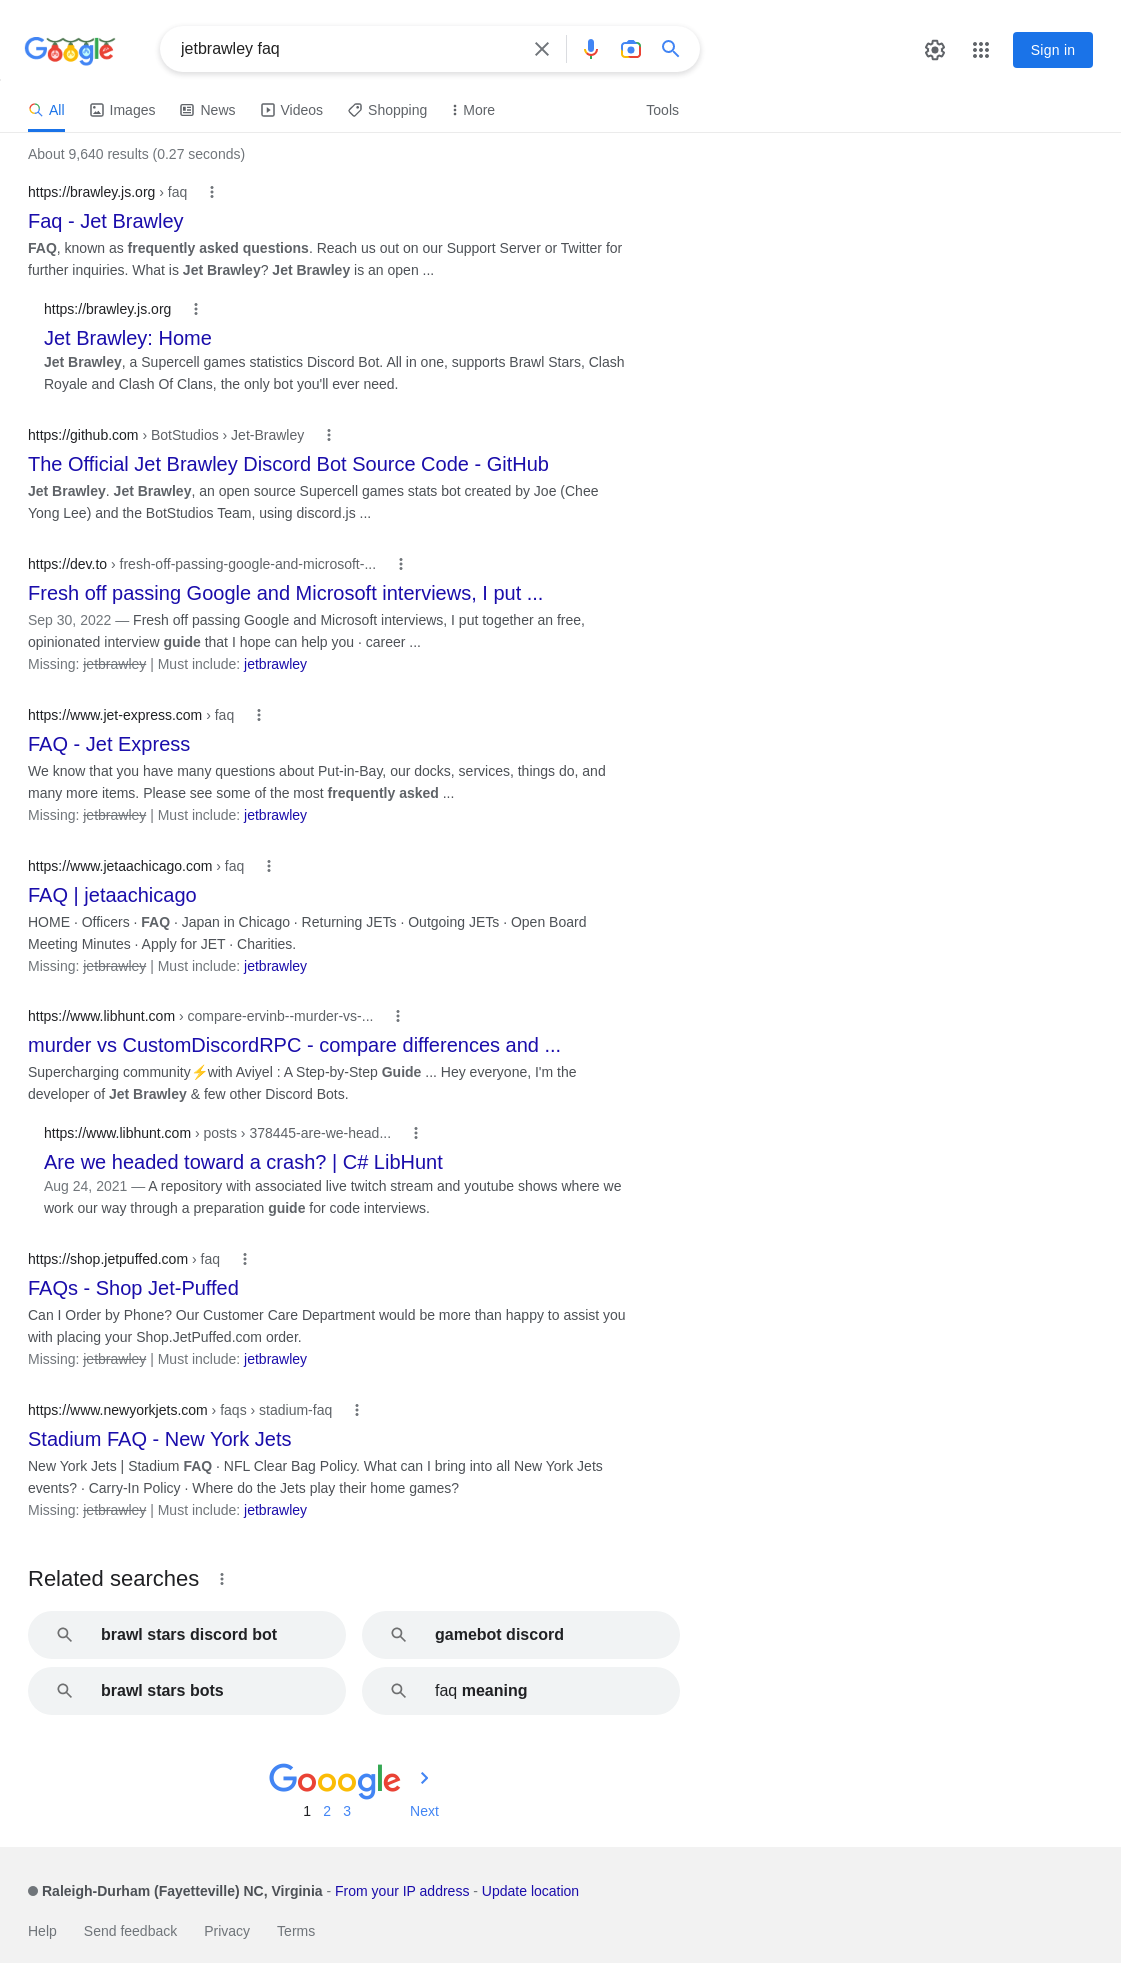 Google
jetbrawley faq
Sign in
All Images News Videos Shopping More Tools
About 9,640 results (0.27 seconds)
https://brawley.js.org › faq
Faq - Jet Brawley
FAQ, known as frequently asked questions. Reach us out on our Support Server or Twitter for
further inquiries. What is Jet Brawley? Jet Brawley is an open ...
https://brawley.js.org
Jet Brawley: Home
Jet Brawley, a Supercell games statistics Discord Bot. All in one, supports Brawl Stars, Clash
Royale and Clash Of Clans, the only bot you'll ever need.
https://github.com › BotStudios › Jet-Brawley
The Official Jet Brawley Discord Bot Source Code - GitHub
Jet Brawley. Jet Brawley, an open source Supercell games stats bot created by Joe (Chee
Yong Lee) and the BotStudios Team, using discord.js ...
https://dev.to › fresh-off-passing-google-and-microsoft-...
Fresh off passing Google and Microsoft interviews, I put ...
Sep 30, 2022 — Fresh off passing Google and Microsoft interviews, I put together an free,
opinionated interview guide that I hope can help you · career ...
Missing: jetbrawley | Must include: jetbrawley
https://www.jet-express.com › faq
FAQ - Jet Express
We know that you have many questions about Put-in-Bay, our docks, services, things do, and
many more items. Please see some of the most frequently asked ...
Missing: jetbrawley | Must include: jetbrawley
https://www.jetaachicago.com › faq
FAQ | jetaachicago
HOME · Officers · FAQ · Japan in Chicago · Returning JETs · Outgoing JETs · Open Board
Meeting Minutes · Apply for JET · Charities.
Missing: jetbrawley | Must include: jetbrawley
https://www.libhunt.com › compare-ervinb--murder-vs-...
murder vs CustomDiscordRPC - compare differences and ...
Supercharging community⚡with Aviyel : A Step-by-Step Guide ... Hey everyone, I'm the
developer of Jet Brawley & few other Discord Bots.
https://www.libhunt.com › posts › 378445-are-we-head...
Are we headed toward a crash? | C# LibHunt
Aug 24, 2021 — A repository with associated live twitch stream and youtube shows where we
work our way through a preparation guide for code interviews.
https://shop.jetpuffed.com › faq
FAQs - Shop Jet-Puffed
Can I Order by Phone? Our Customer Care Department would be more than happy to assist you
with placing your Shop.JetPuffed.com order.
Missing: jetbrawley | Must include: jetbrawley
https://www.newyorkjets.com › faqs › stadium-faq
Stadium FAQ - New York Jets
New York Jets | Stadium FAQ · NFL Clear Bag Policy. What can I bring into all New York Jets
events? · Carry-In Policy · Where do the Jets play their home games?
Missing: jetbrawley | Must include: jetbrawley
Related searches
brawl stars discord bot
gamebot discord
brawl stars bots
faq meaning
Gooogle
1 2 3 Next
Raleigh-Durham (Fayetteville) NC, Virginia - From your IP address - Update location
Help Send feedback Privacy Terms